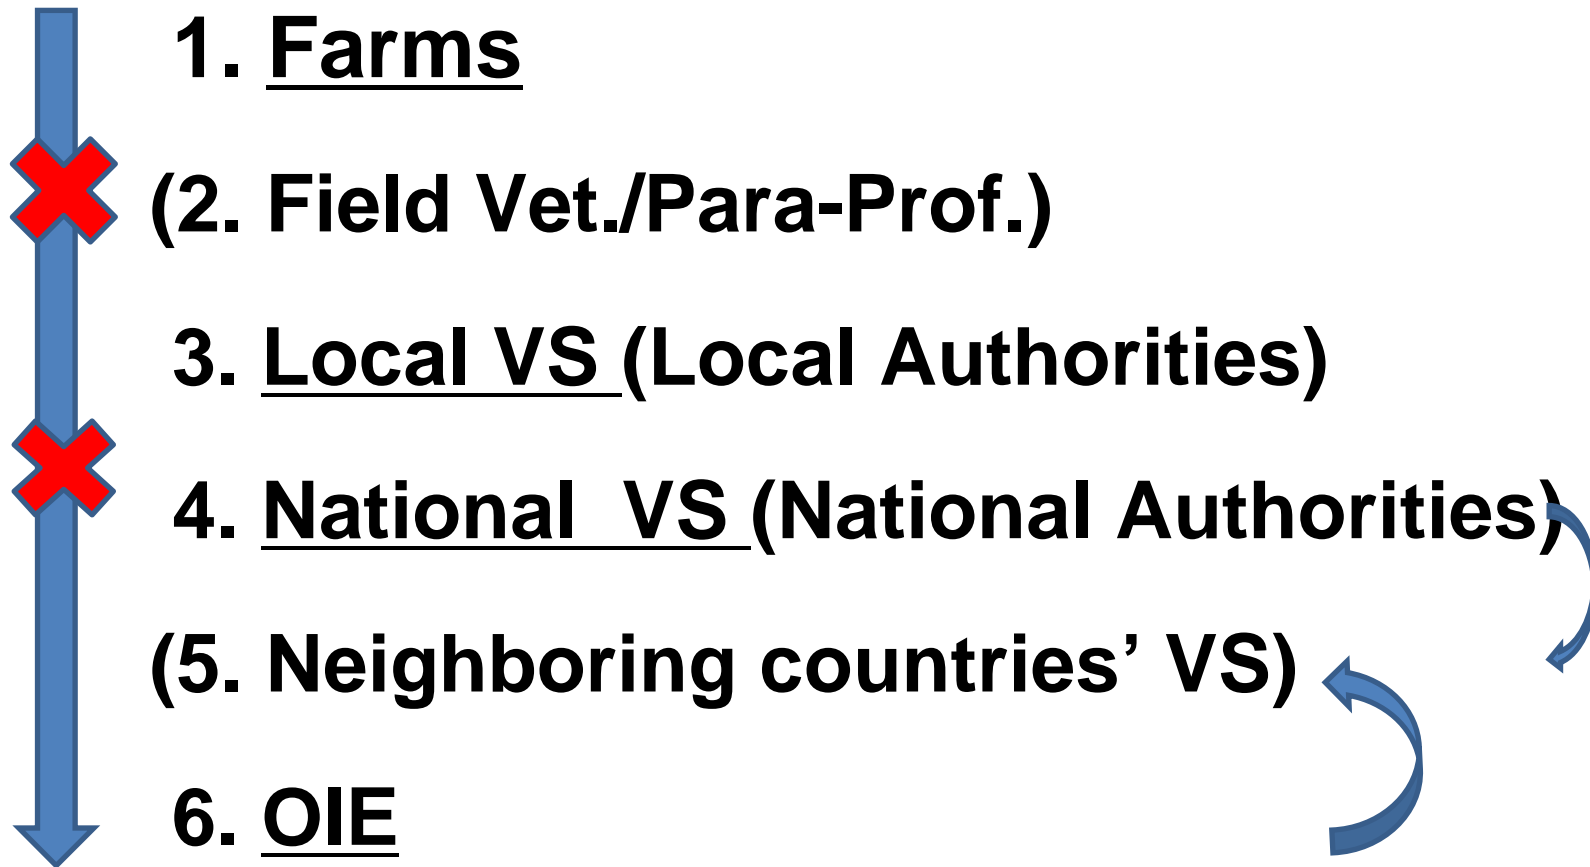 1. Farms
(2. Field Vet./Para-Prof.)
3. Local VS (Local Authorities)
4. National  VS (National Authorities)
(5. Neighboring countries’ VS)
6. OIE